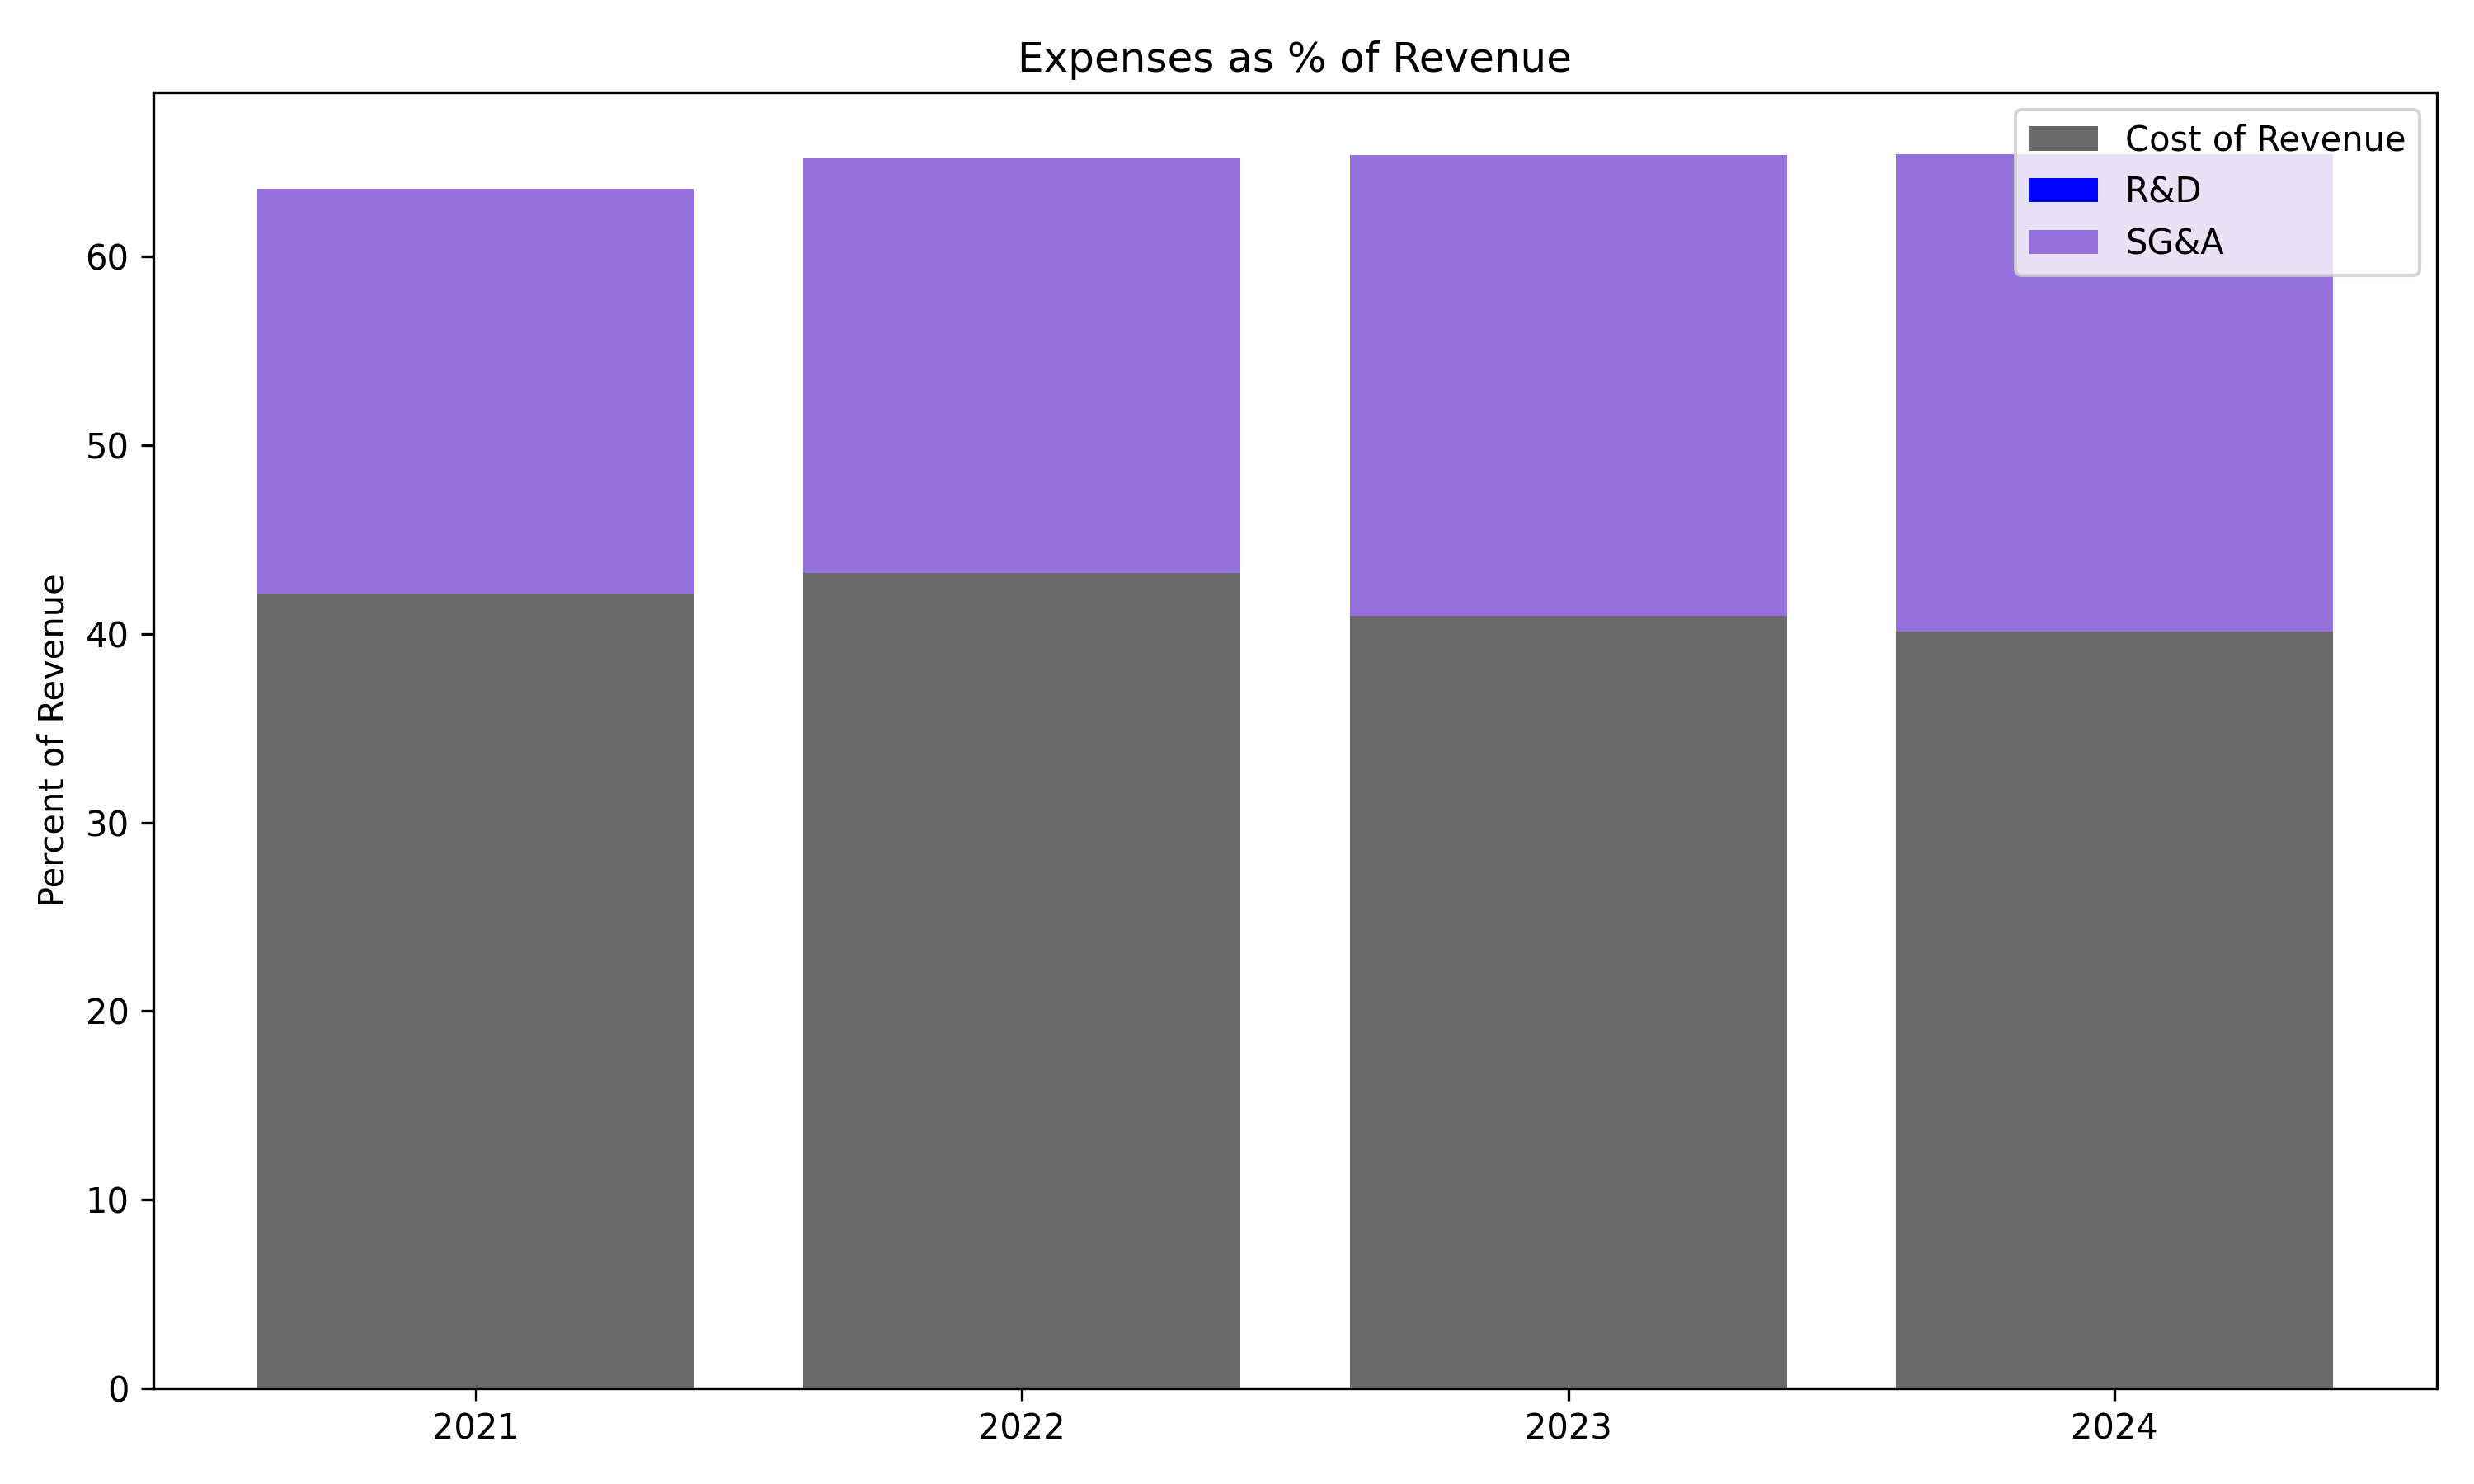 Expenses as % of Revenue
Cost of Revenue
R&D
SG&A
Percent of Revenue
60
50
40
30
20
10
0
2021
2022
2023
2024